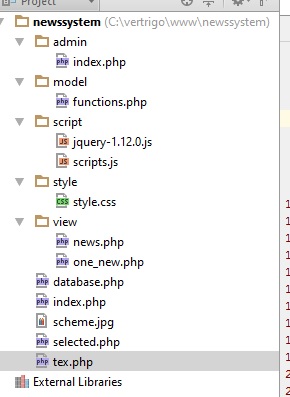 Project
newssystem (C:\vertrigo\www\newssystem)
admin
php index.php
model
php functions.php
script
jquery-1.12.0.js
scripts.js
style
CSS style.css
view
php news.php
php one_new.php
php database.php
php index.php
scheme.jpg
php selected.php
php tex.php
External Libraries